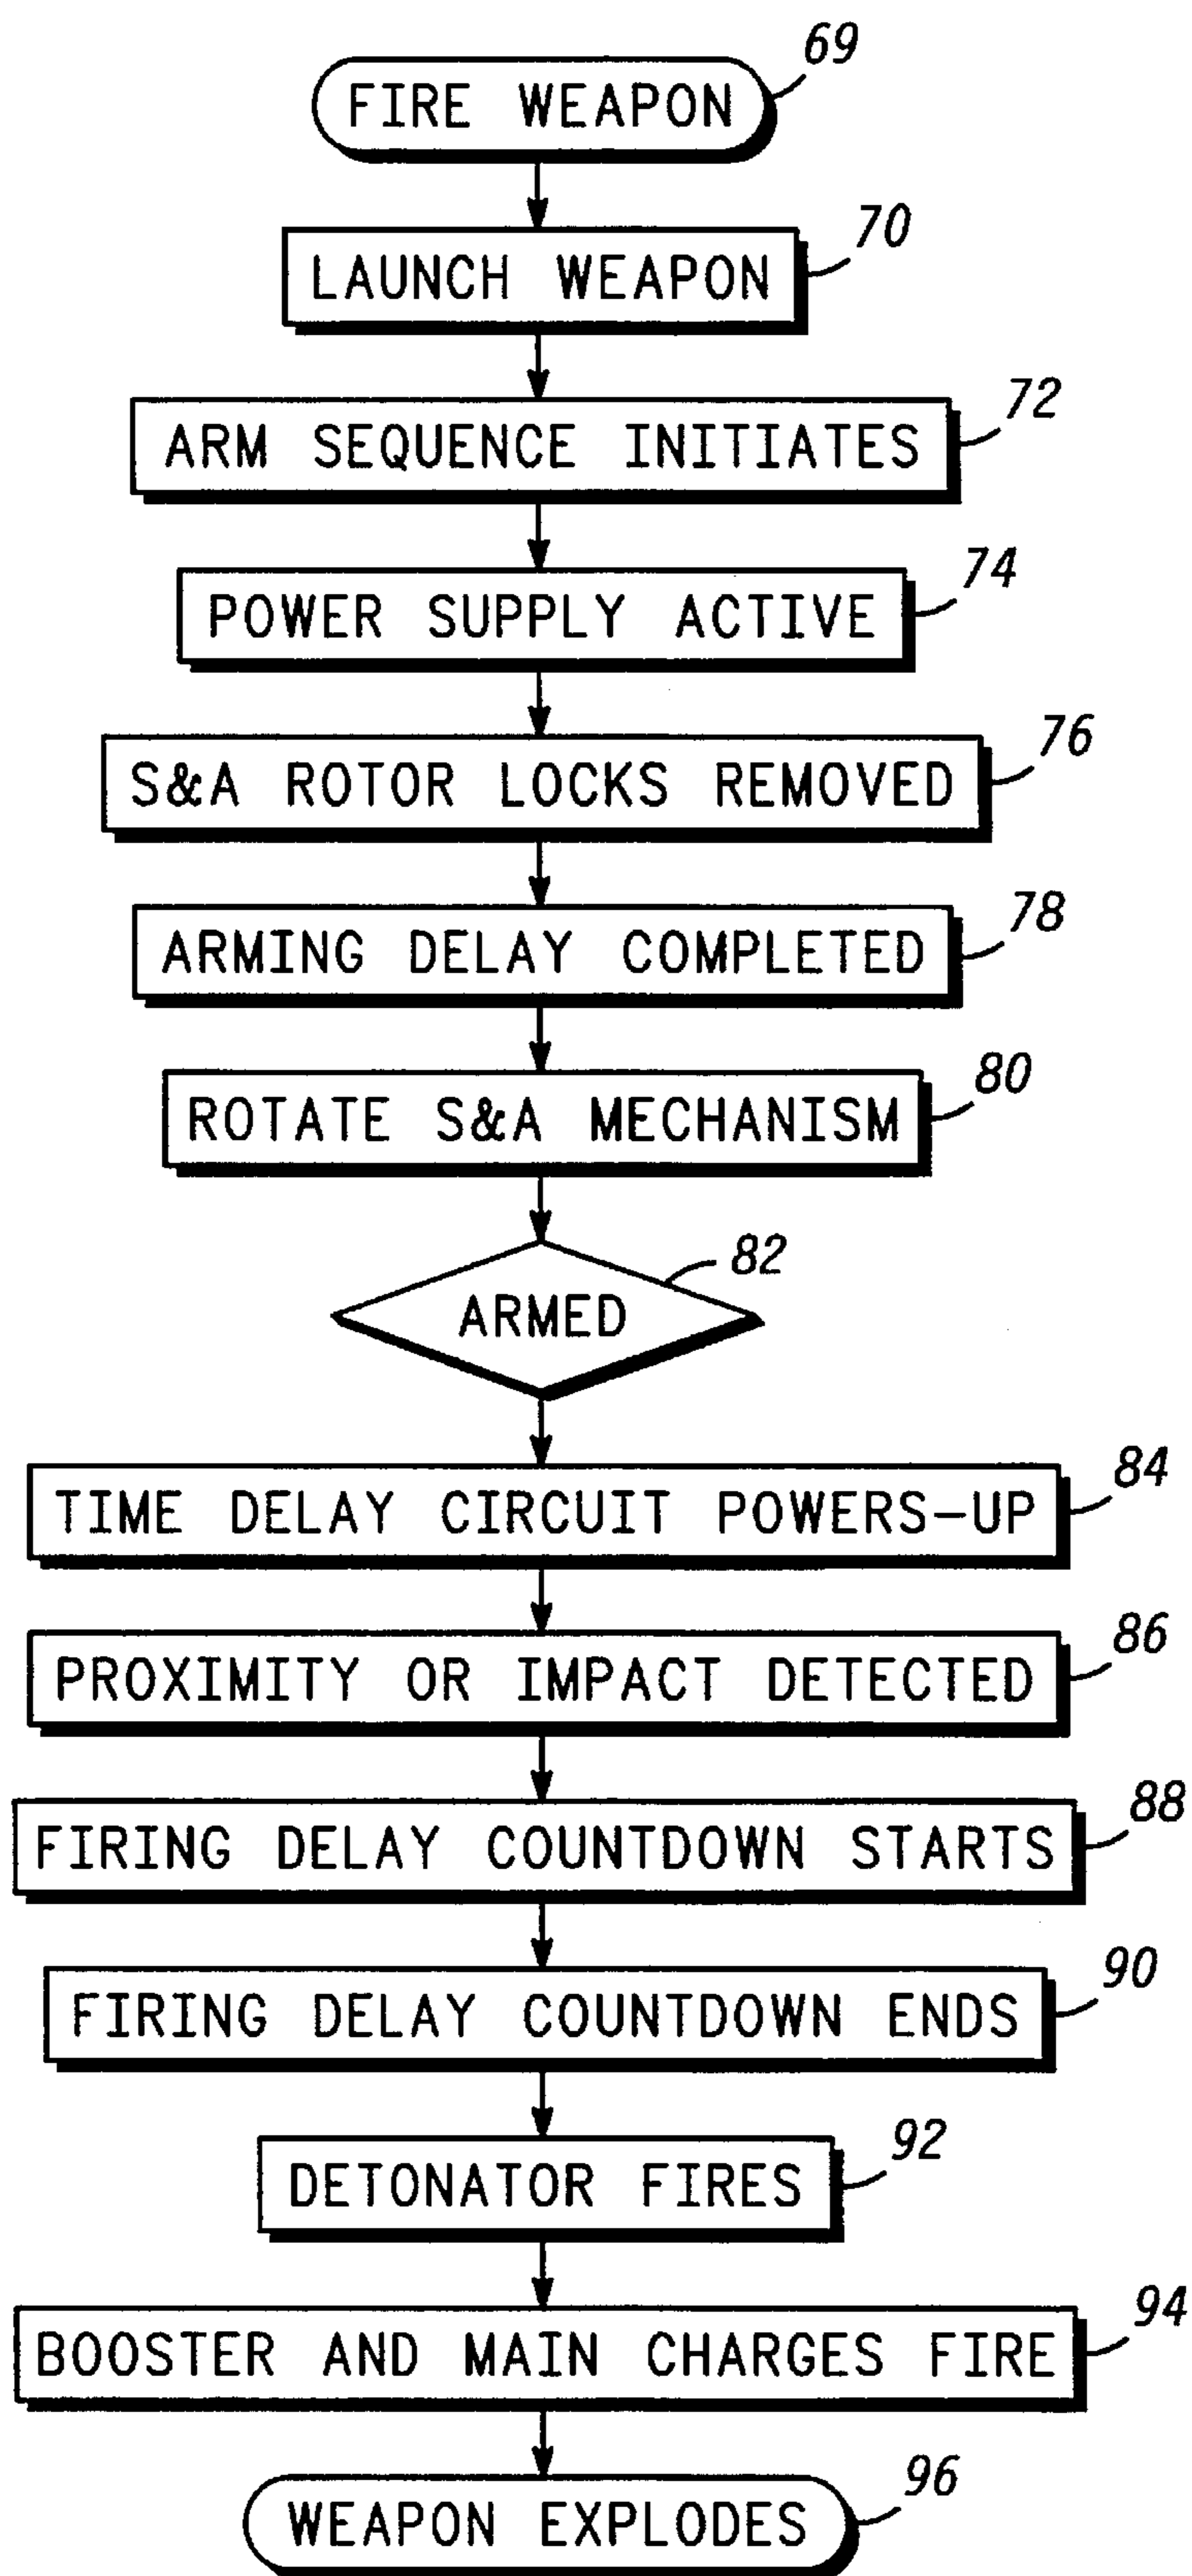 69
FIRE WEAPON
70
LAUNCH WEAPON
72
ARM SEQUENCE INITIATES
74
POWER SUPPLY ACTIVE
76
S&A ROTOR LOCKS REMOVED
78
ARMING DELAY COMPLETED
80
ROTATE S&A MECHANISM
82
ARMED
84
TIME DELAY CIRCUIT POWERS-UP
86
PROXIMITY OR IMPACT DETECTED
88
FIRING DELAY COUNTDOWN STARTS
90
FIRING DELAY COUNTDOWN ENDS
92
DETONATOR FIRES
94
BOOSTER AND MAIN CHARGES FIRE
96
WEAPON EXPLODES